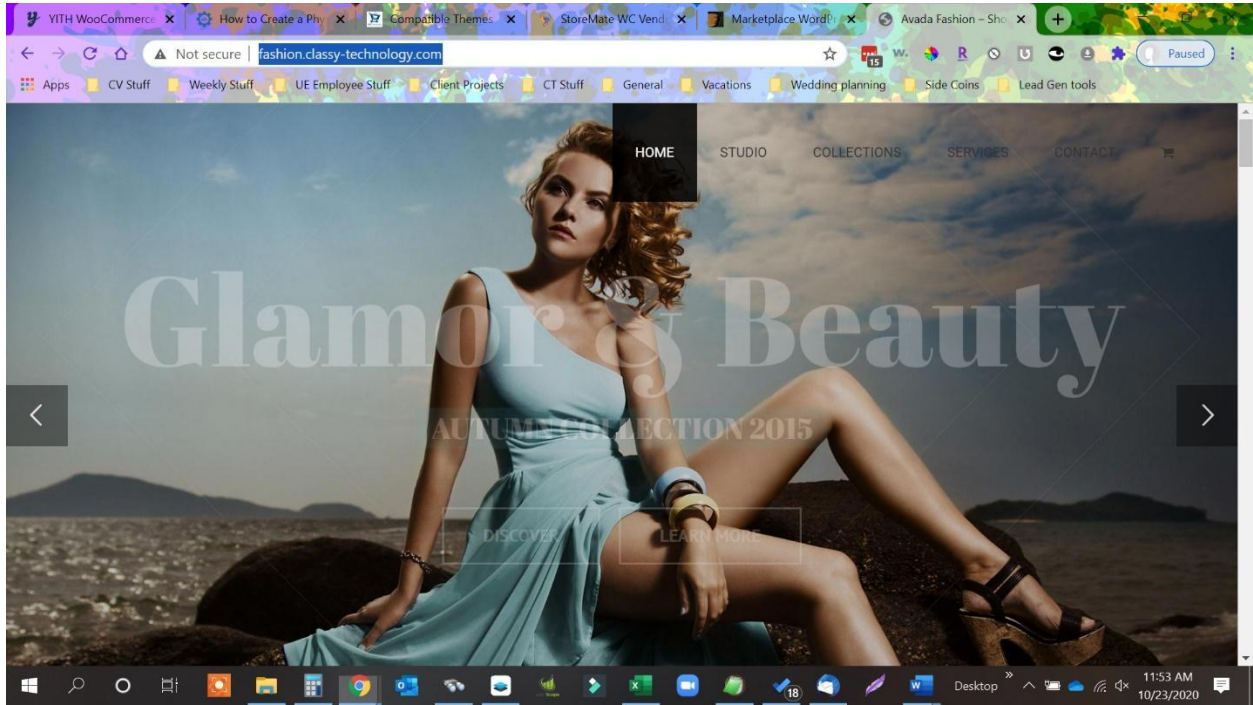 YITH WooCommerce
How to Create a Phy
Compatible Themes
StoreMate WC Vend
Marketplace WordPr
Avada Fashion – Sho
Not secure
fashion.classy-technology.com
15
W.
R
Paused
Apps
CV Stuff
Weekly Stuff
UE Employee Stuff
Client Projects
CT Stuff
General
Vacations
Wedding planning
Side Coins
Lead Gen tools
HOME
STUDIO
COLLECTIONS
SERVICES
CONTACT
Glamor & Beauty
AUTUMN COLLECTION 2015
DISCOVER
LEARN MORE
18
Desktop
11:53 AM
10/23/2020